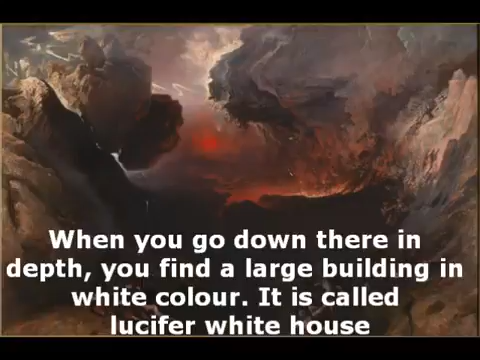 When you go down there in
depth, you find a large building in
white colour. It is called
lucifer white house